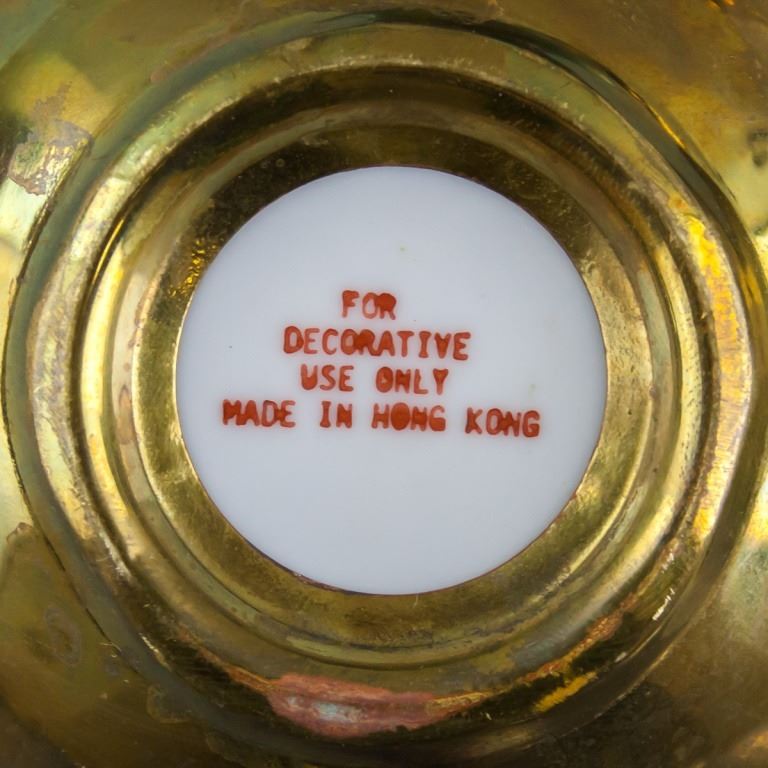 FOR
DECORATIVE
USE ONLY
MADE IN HONG KONG